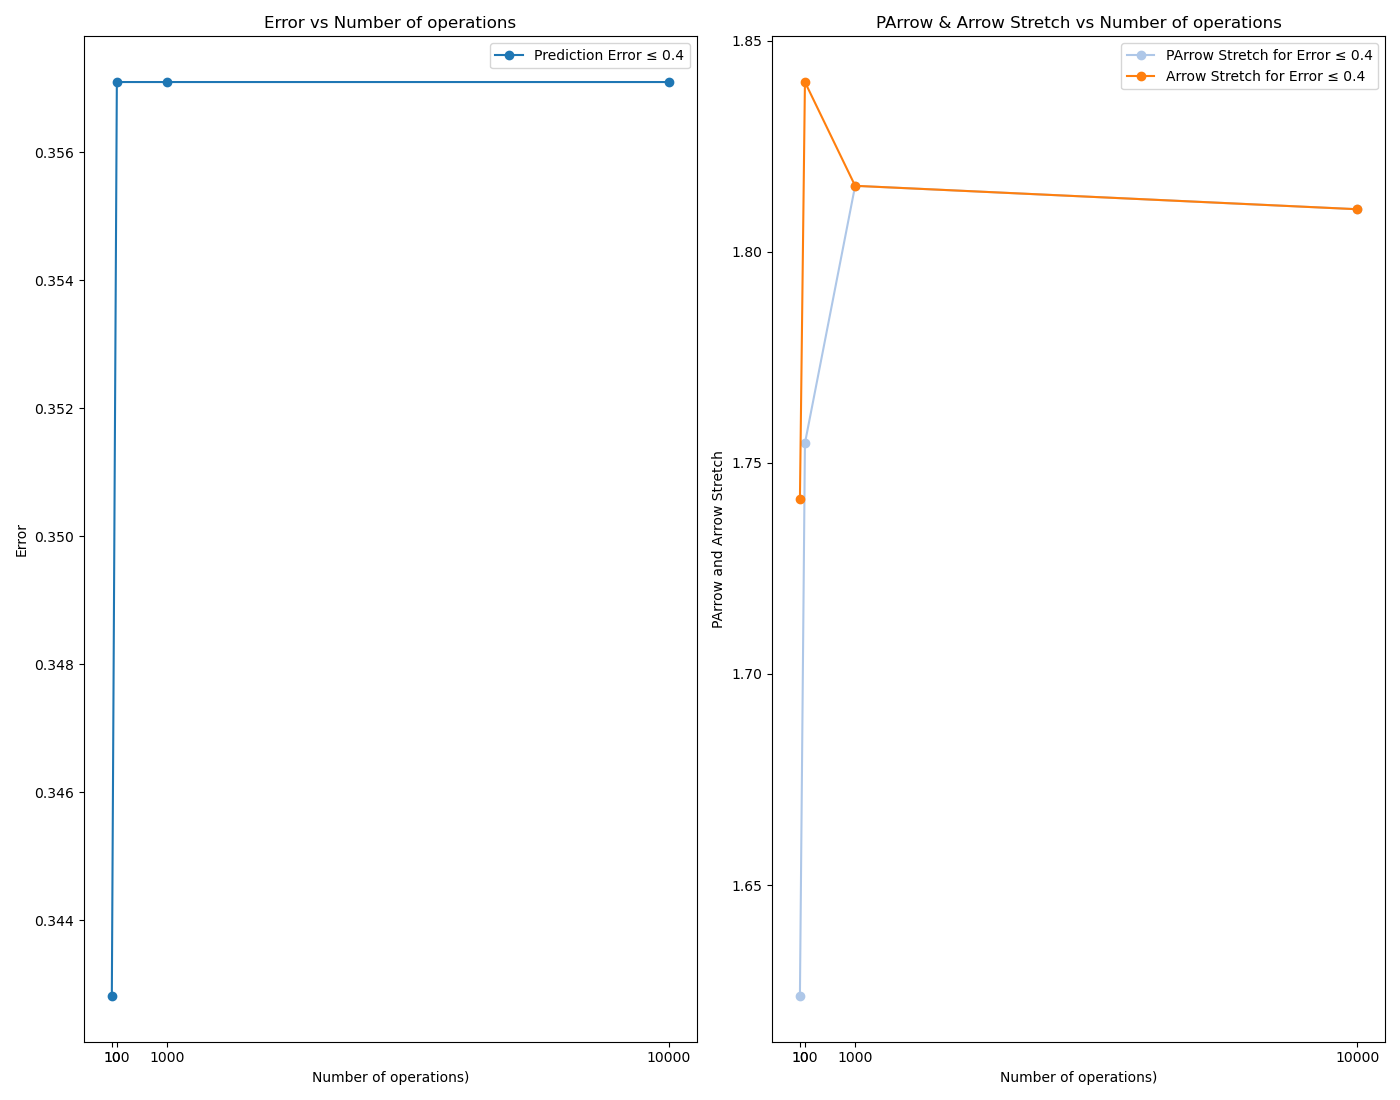 Error vs Number of operations
Prediction Error ≤ 0.4
0.356
0.354
0.352
0.350
0.348
0.346
0.344
Error
10
100
1000
10000
Number of operations)
PArrow & Arrow Stretch vs Number of operations
PArrow Stretch for Error ≤ 0.4
Arrow Stretch for Error ≤ 0.4
1.85
1.80
1.75
1.70
1.65
PArrow and Arrow Stretch
10
100
1000
10000
Number of operations)